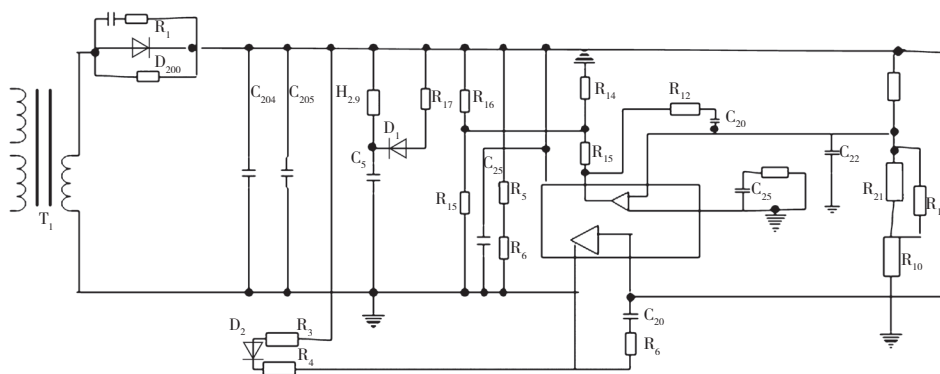 R1
D200
C204
C205
H2.9
R17
R16
R14
R12
C20
D1
C5
C25
R15
R15
R5
R6
C25
C22
R21
R1
R10
T1
D2
R3
R4
C20
R6